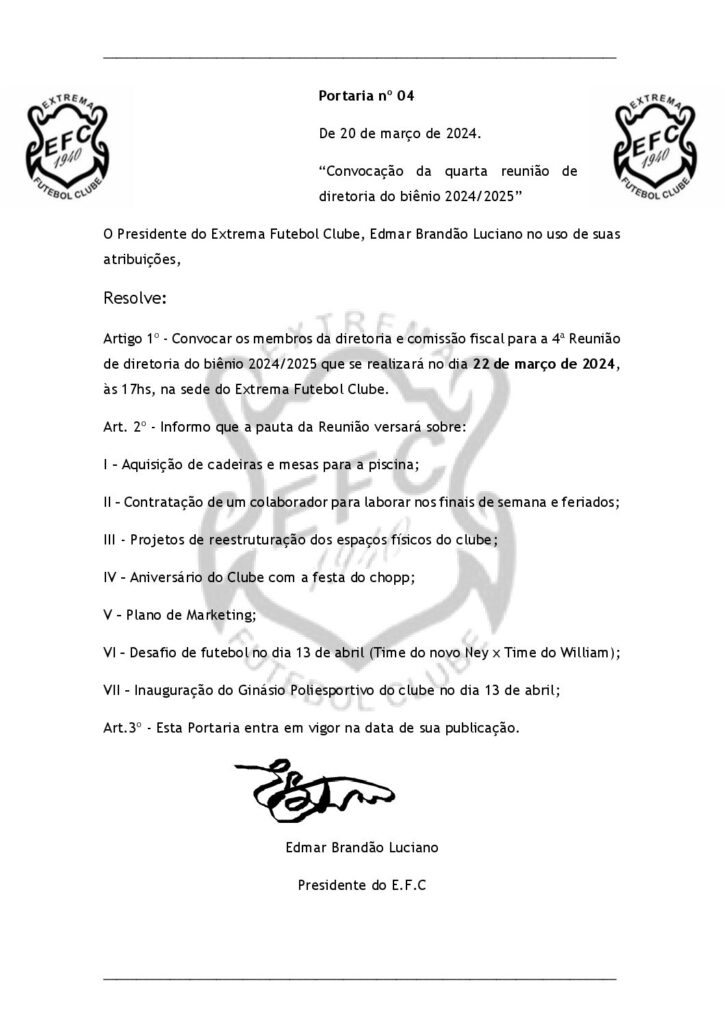 Portaria nº 04
De 20 de março de 2024.
“Convocação da quarta reunião de
diretoria do biênio 2024/2025”
EXTREMA
EFC
1940
FUTEBOL CLUBE
EXTREMA
EFC
1940
FUTEBOL CLUBE
O Presidente do Extrema Futebol Clube, Edmar Brandão Luciano no uso de suas
atribuições,
Resolve:
Artigo 1º - Convocar os membros da diretoria e comissão fiscal para a 4ª Reunião
de diretoria do biênio 2024/2025 que se realizará no dia 22 de março de 2024,
às 17hs, na sede do Extrema Futebol Clube.
Art. 2º - Informo que a pauta da Reunião versará sobre:
I – Aquisição de cadeiras e mesas para a piscina;
II – Contratação de um colaborador para laborar nos finais de semana e feriados;
III - Projetos de reestruturação dos espaços físicos do clube;
IV – Aniversário do Clube com a festa do chopp;
V – Plano de Marketing;
VI – Desafio de futebol no dia 13 de abril (Time do novo Ney x Time do William);
VII – Inauguração do Ginásio Poliesportivo do clube no dia 13 de abril;
Art.3º - Esta Portaria entra em vigor na data de sua publicação.
EXTREMA
EFC
1940
FUTEBOL CLUBE
Edmar Brandão Luciano
Presidente do E.F.C